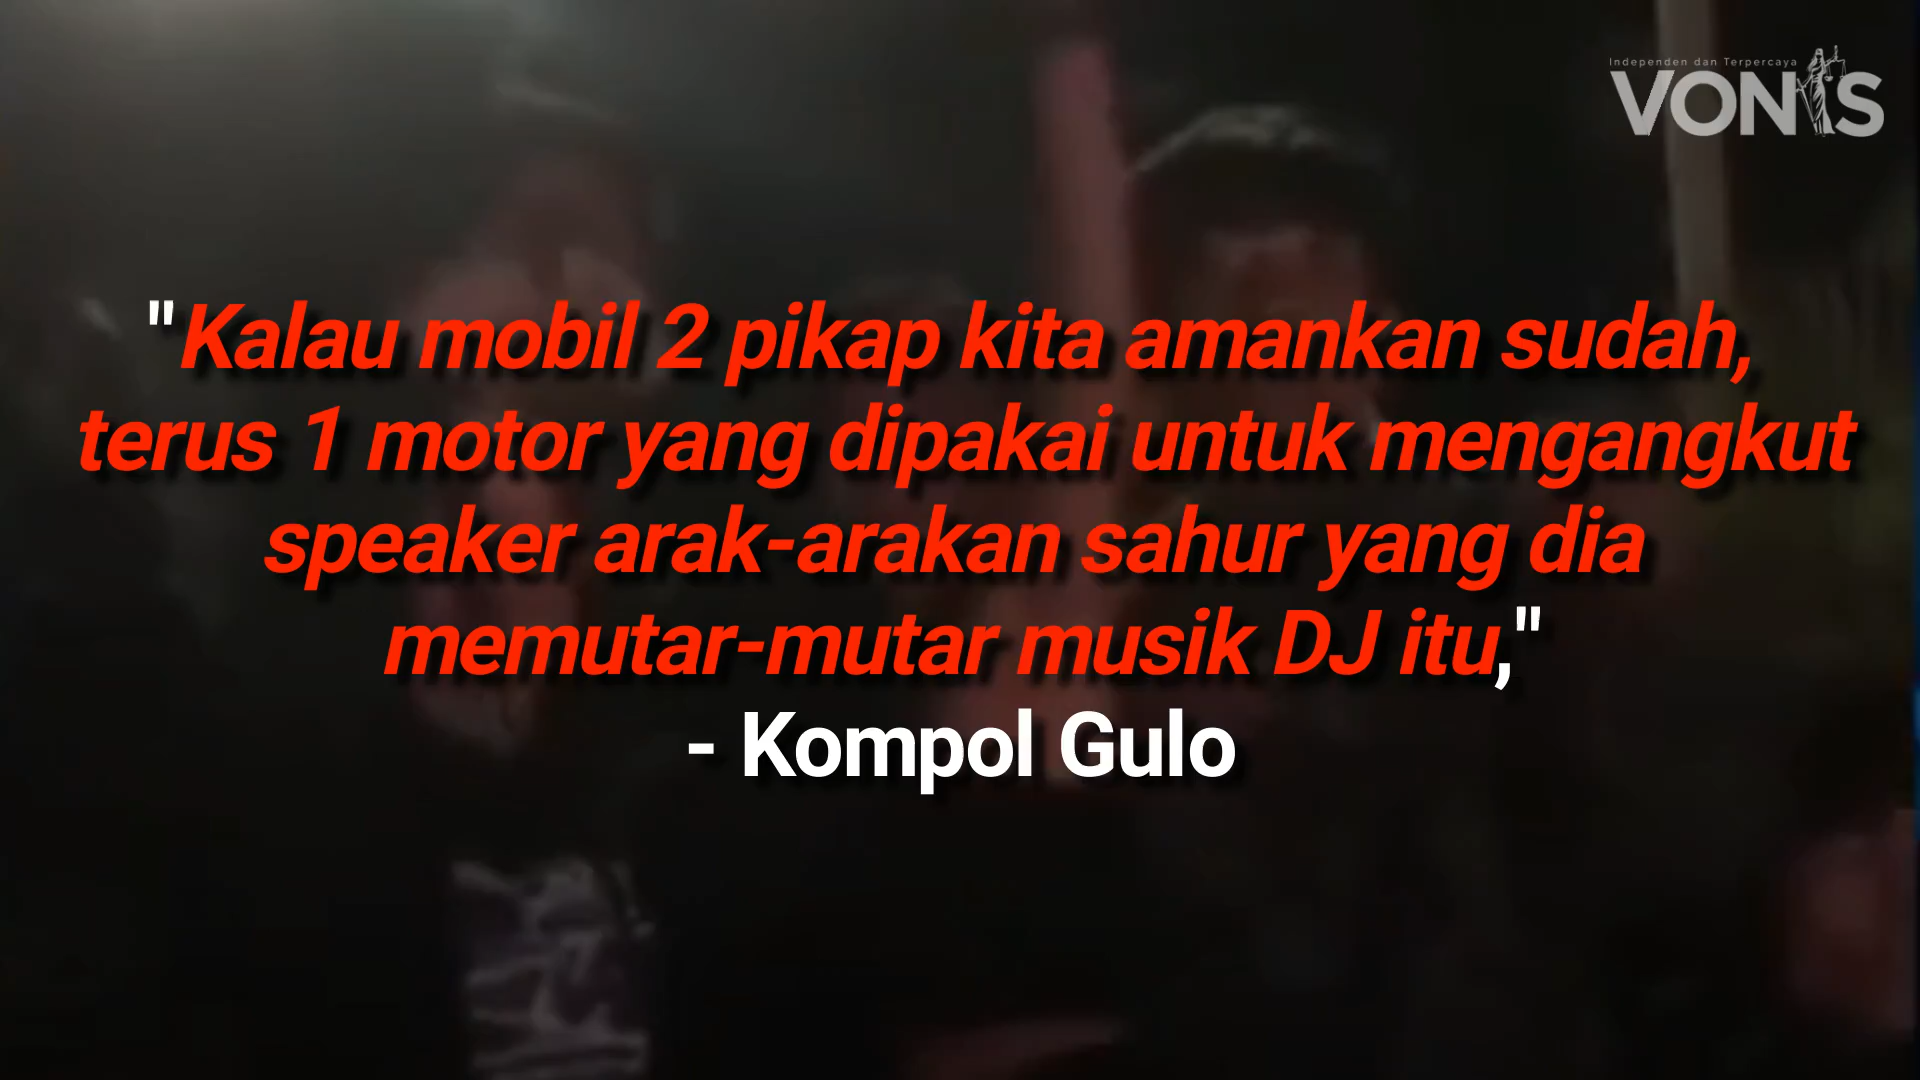 Independen dan Terpercaya
VONIS
"Kalau mobil 2 pikap kita amankan sudah,
terus 1 motor yang dipakai untuk mengangkut
speaker arak-arakan sahur yang dia
memutar-mutar musik DJ itu,"
- Kompol Gulo